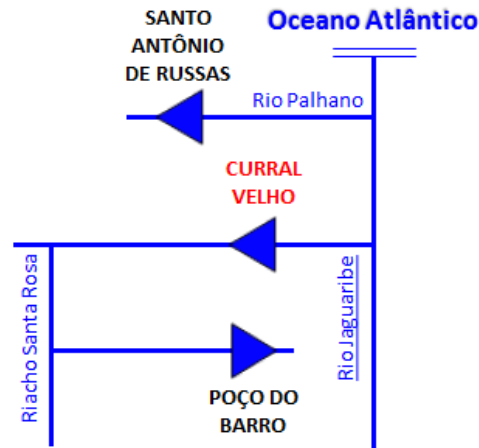 SANTO
ANTÔNIO
DE RUSSAS
Oceano Atlântico
Rio Palhano
CURRAL
VELHO
Riacho Santa Rosa
Rio Jaguaribe
POÇO DO
BARRO